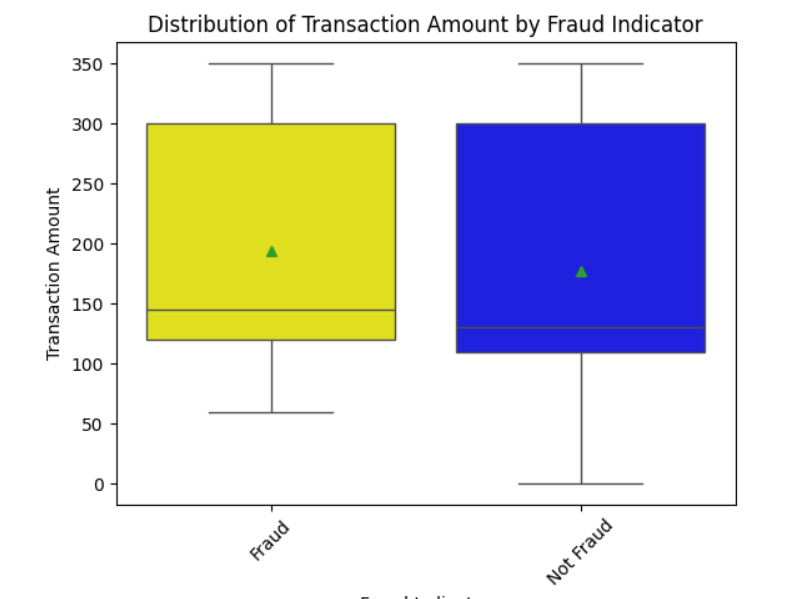 Distribution of Transaction Amount by Fraud Indicator
Transaction Amount
350
300
250
200
150
100
50
0
Fraud
Not Fraud